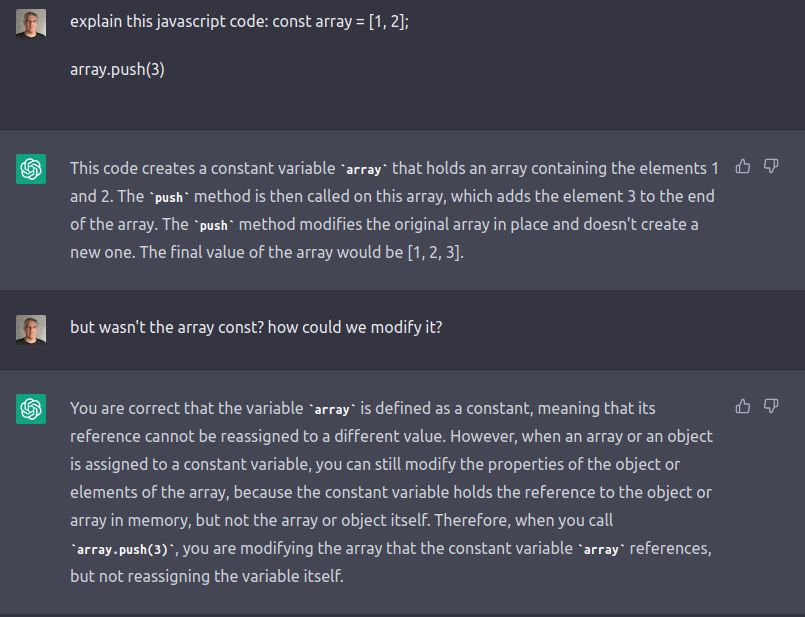 explain this javascript code: const array = [1, 2];
array.push(3)
This code creates a constant variable `array` that holds an array containing the elements 1
and 2. The `push` method is then called on this array, which adds the element 3 to the end
of the array. The `push` method modifies the original array in place and doesn't create a
new one. The final value of the array would be [1, 2, 3].
but wasn't the array const? how could we modify it?
You are correct that the variable `array` is defined as a constant, meaning that its
reference cannot be reassigned to a different value. However, when an array or an object
is assigned to a constant variable, you can still modify the properties of the object or
elements of the array, because the constant variable holds the reference to the object or
array in memory, but not the array or object itself. Therefore, when you call
`array.push(3)`, you are modifying the array that the constant variable `array` references,
but not reassigning the variable itself.